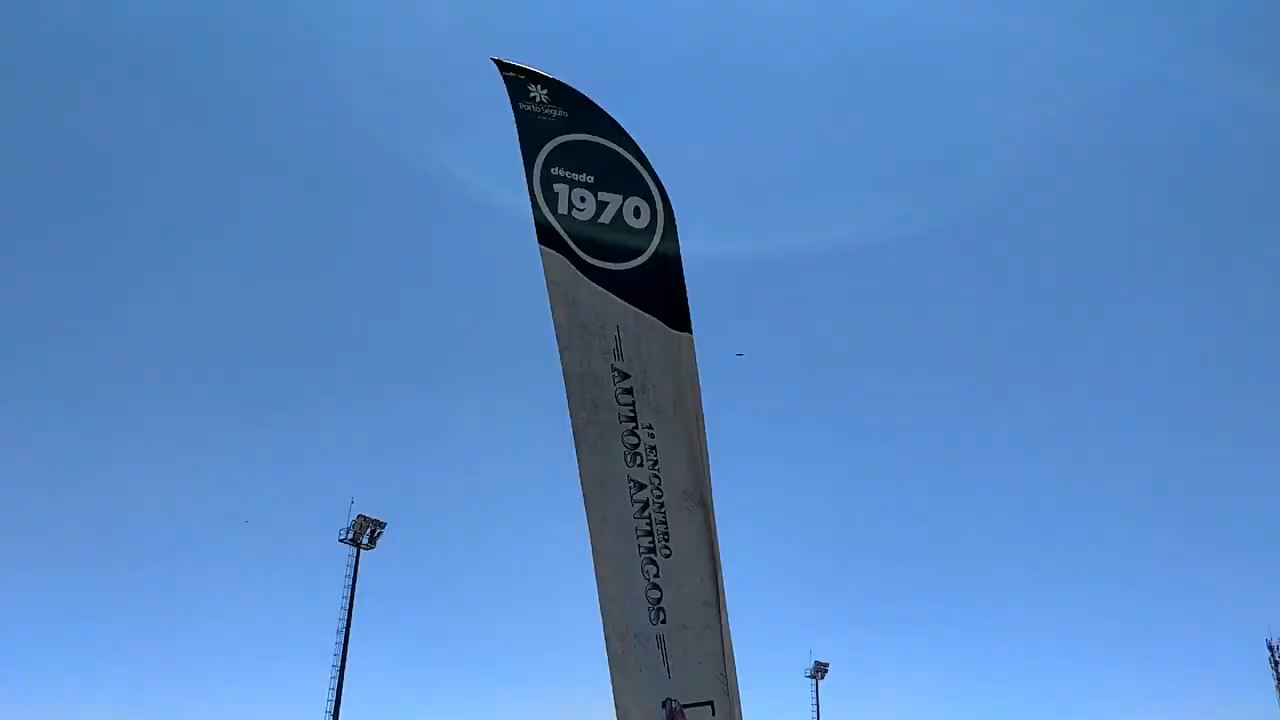 Porto Seguro
década
1970
1º ENCONTRO
AUTOS ANTIGOS